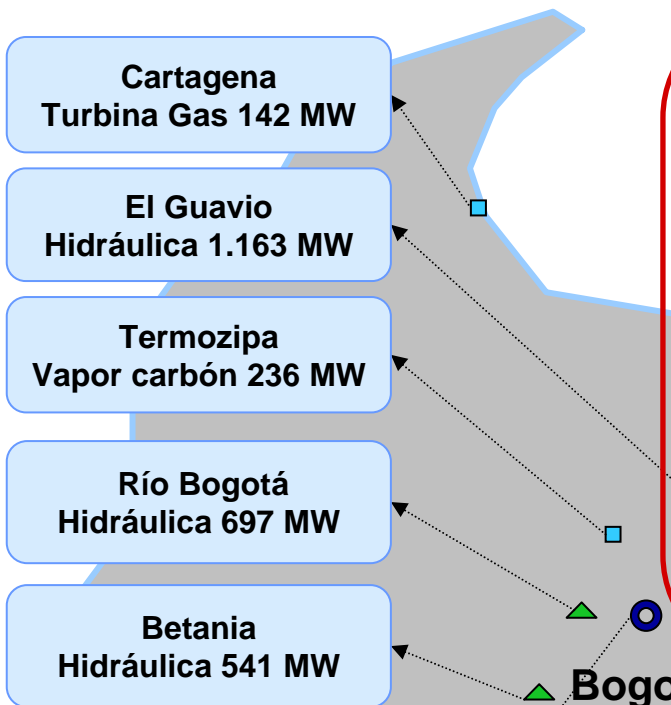 Cartagena
Turbina Gas 142 MW
El Guavio
Hidráulica 1.163 MW
Termozipa
Vapor carbón 236 MW
Río Bogotá
Hidráulica 697 MW
Betania
Hidráulica 541 MW
Bogo